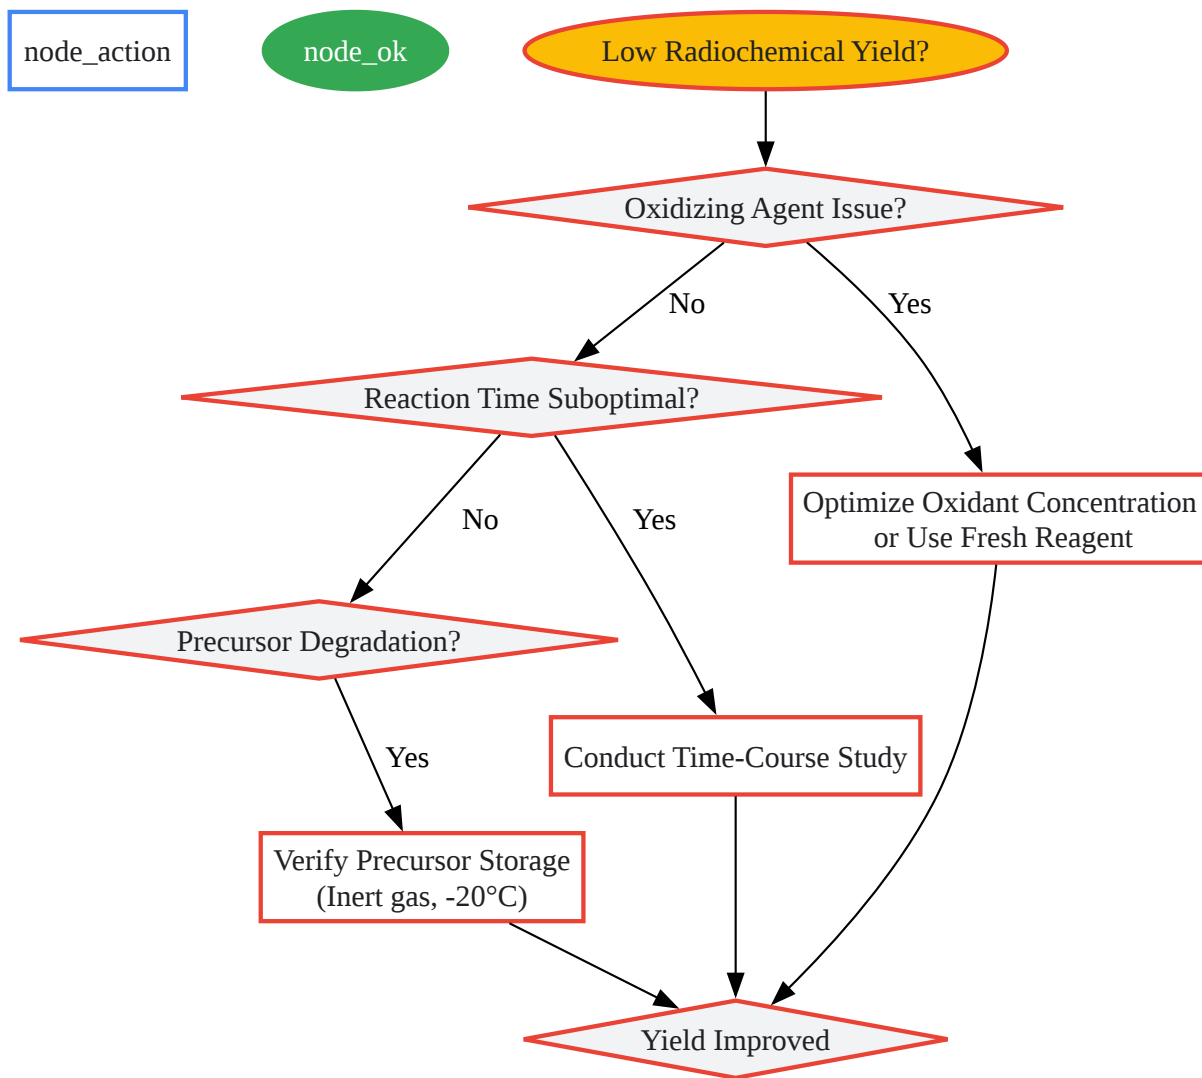 node_action
node_ok
Low Radiochemical Yield?
Oxidizing Agent Issue?
No
Yes
Reaction Time Suboptimal?
No
Yes
Optimize Oxidant Concentration
or Use Fresh Reagent
Precursor Degradation?
Yes
Conduct Time-Course Study
Verify Precursor Storage
(Inert gas, -20°C)
Yield Improved